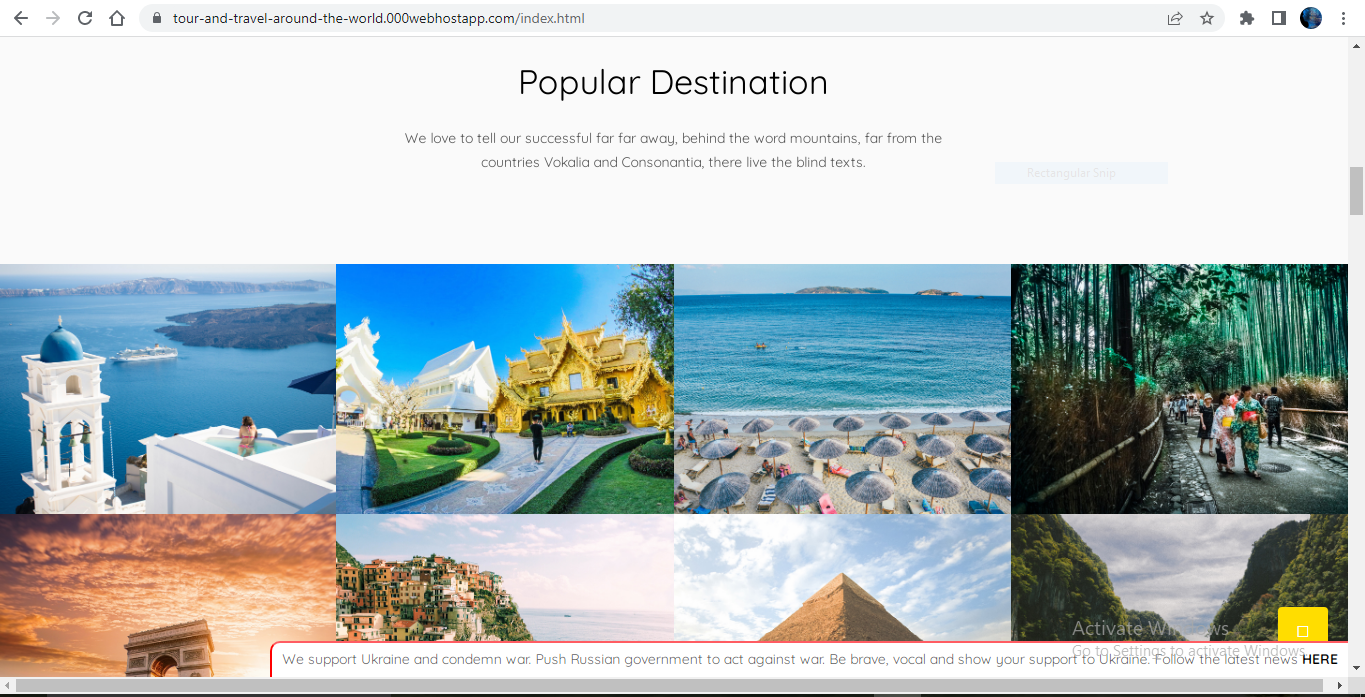 tour-and-travel-around-the-world.000webhostapp.com/index.html
Popular Destination
We love to tell our successful far far away, behind the word mountains, far from the
countries Vokalia and Consonantia, there live the blind texts.
Rectangular Snip
Activate Windows
Go to Settings to activate Windows.
We support Ukraine and condemn war. Push Russian government to act against war. Be brave, vocal and show your support to Ukraine. Follow the latest news HERE